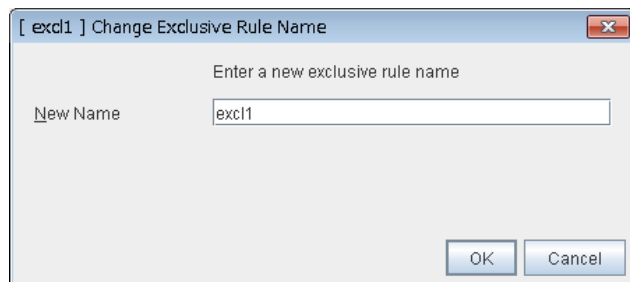 [ excl1 ] Change Exclusive Rule Name
Enter a new exclusive rule name
New Name
excl1
OK
Cancel